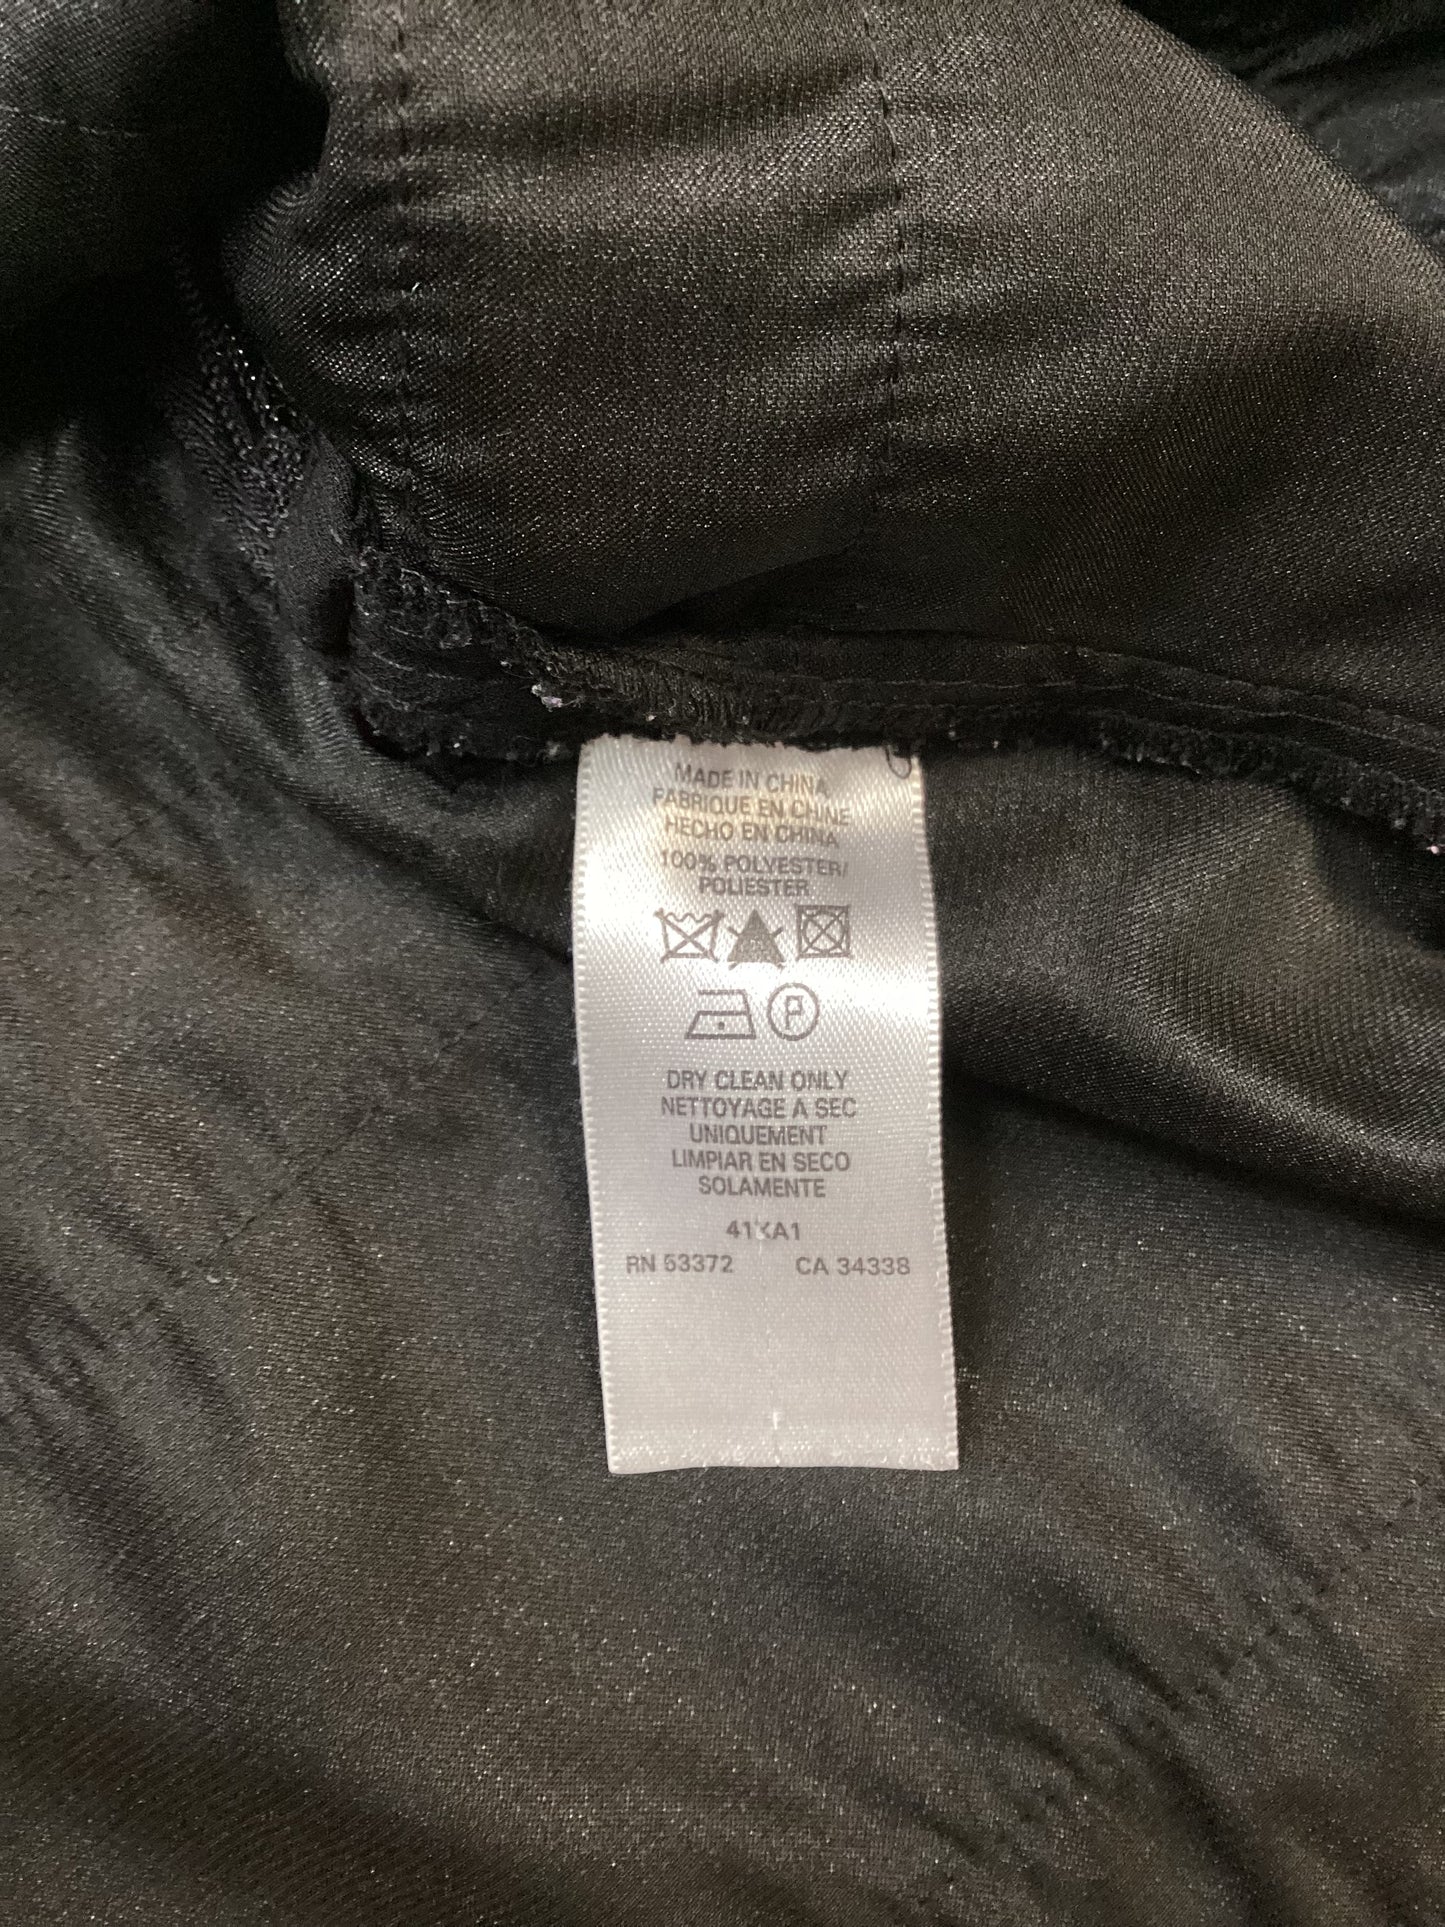 MADE IN CHINA
FABRIQUE EN CHINE
HECHO EN CHINA
100% POLYESTER/
POLIESTER
P
DRY CLEAN ONLY
NETTOYAGE A SEC
UNIQUEMENT
LIMPIAR EN SECO
SOLAMENTE
41XA1
RN 53372 CA 34338